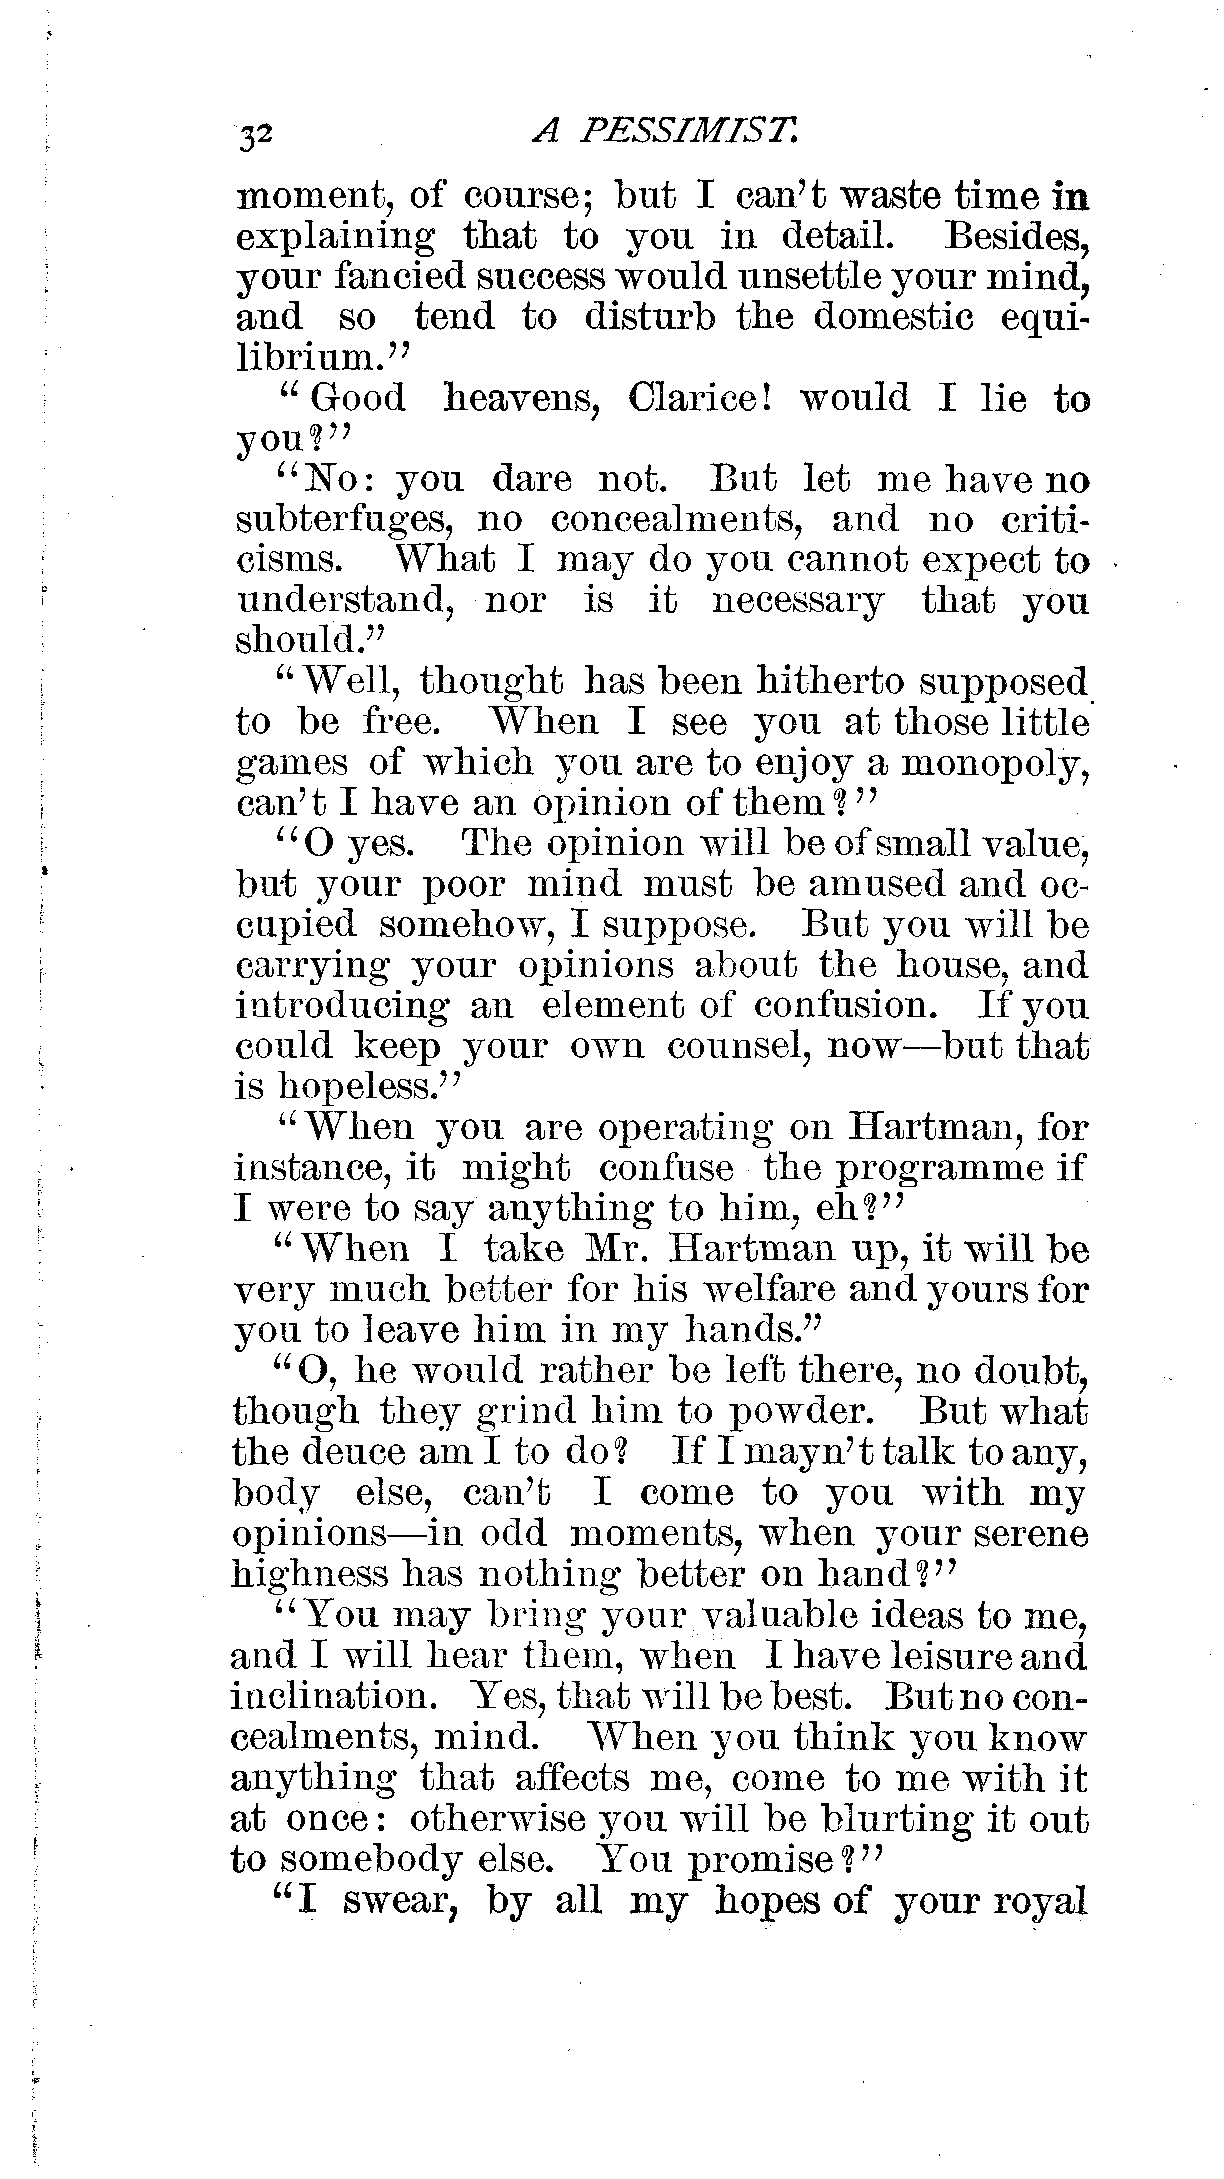 32 A PESSIMIST.
moment, of course; but I can't waste time in
explaining that to you in detail. Besides,
your fancied success would unsettle your mind,
and so tend to disturb the domestic equi-
librium."
"Good heavens, Clarice! would I lie to
you?"
"No: you dare not. But let me have no
subterfuges, no concealments, and no criti-
cisms. What I may do you cannot expect to
understand, nor is it necessary that you
should."
"Well, thought has been hitherto supposed
to be free. When I see you at those little
games of which you are to enjoy a monopoly,
can't I have an opinion of them?"
"O yes. The opinion will be of small value,
but your poor mind must be amused and oc-
cupied somehow, I suppose. But you will be
carrying your opinions about the house, and
introducing an element of confusion. If you
could keep your own counsel, now—but that
is hopeless."
"When you are operating on Hartman, for
instance, it might confuse the programme if
I were to say anything to him, eh?"
"When I take Mr. Hartman up, it will be
very much better for his welfare and yours for
you to leave him in my hands."
"O, he would rather be left there, no doubt,
though they grind him to powder. But what
the deuce am I to do? If I mayn't talk to any,
body else, can't I come to you with my
opinions—in odd moments, when your serene
highness has nothing better on hand?"
"You may bring your valuable ideas to me,
and I will hear them, when I have leisure and
inclination. Yes, that will be best. But no con-
cealments, mind. When you think you know
anything that affects me, come to me with it
at once: otherwise you will be blurting it out
to somebody else. You promise?"
"I swear, by all my hopes of your royal